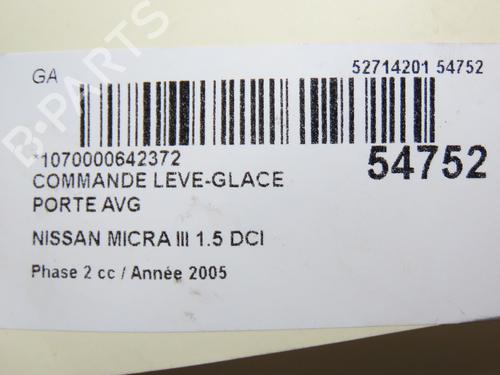 GA
52714201 54752
*1070000642372
54752
COMMANDE LEVE-GLACE
PORTE AVG
NISSAN MICRA III 1.5 DCI
Phase 2 cc / Année 2005
B-PARTS